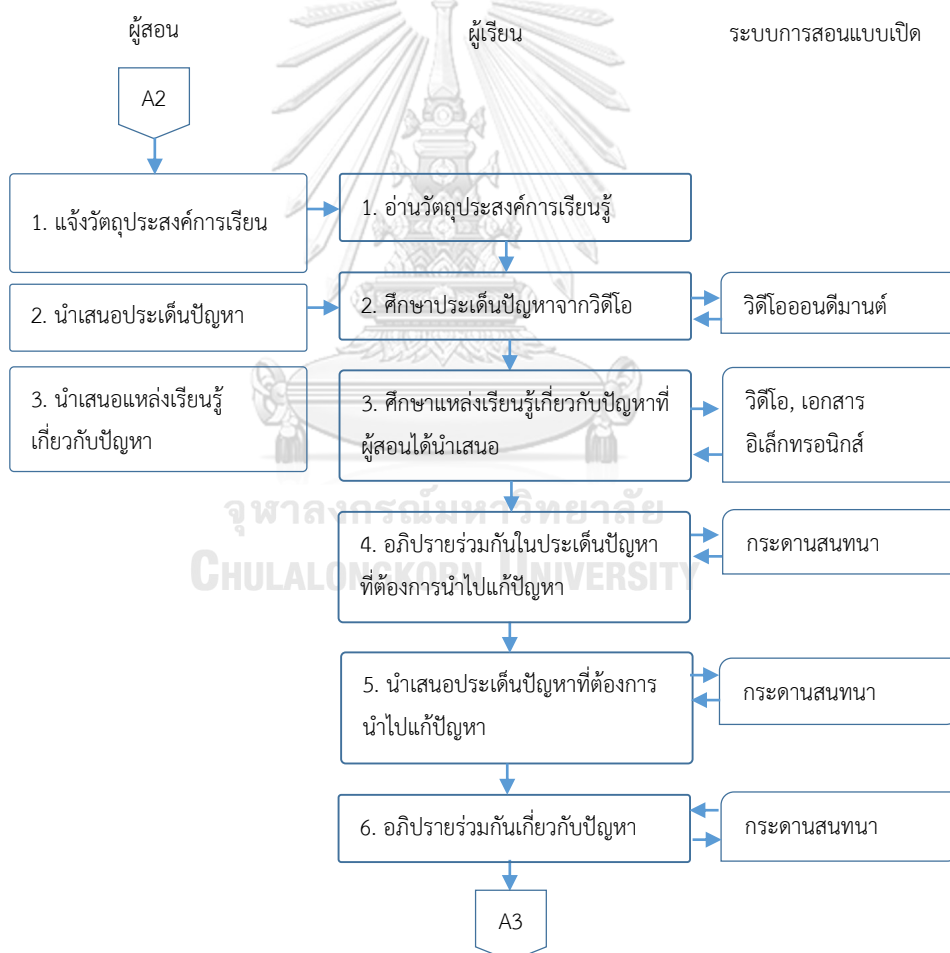 ผู้สอน
ผู้เรียน
ระบบการสอนแบบเปิด
A2
1. แจ้งวัตถุประสงค์การเรียน
1. อ่านวัตถุประสงค์การเรียนรู้
2. นำเสนอประเด็นปัญหา
2. ศึกษาประเด็นปัญหาจากวิดีโอ
วิดีโอออนดีมานต์
3. นำเสนอแหล่งเรียนรู้
เกี่ยวกับปัญหา
3. ศึกษาแหล่งเรียนรู้เกี่ยวกับปัญหาที่
ผู้สอนได้นำเสนอ
วิดีโอ, เอกสาร
อิเล็กทรอนิกส์
จุฬาลงกรณ์มหาวิทยาลัย
CHULALONGKORN UNIVERSITY
4. อภิปรายร่วมกันในประเด็นปัญหา
ที่ต้องการนำไปแก้ปัญหา
กระดานสนทนา
5. นำเสนอประเด็นปัญหาที่ต้องการ
นำไปแก้ปัญหา
กระดานสนทนา
6. อภิปรายร่วมกันเกี่ยวกับปัญหา
กระดานสนทนา
A3